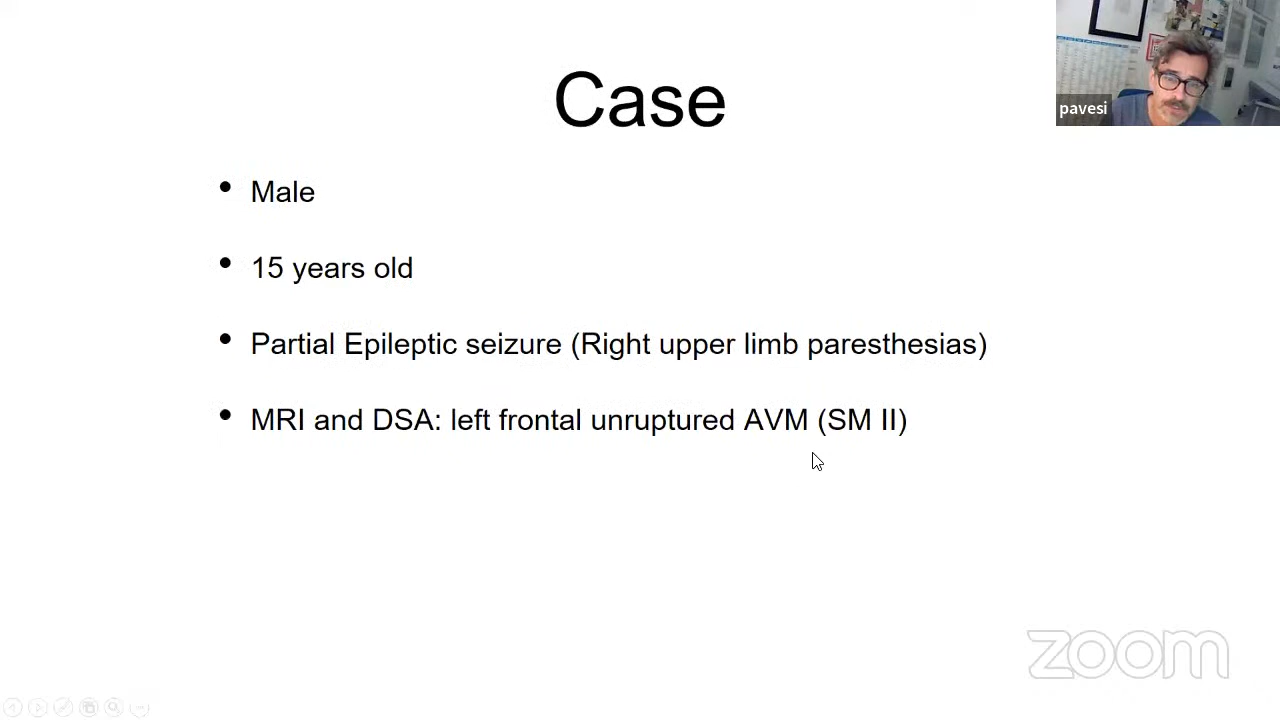 Case
pavesi
• Male
• 15 years old
• Partial Epileptic seizure (Right upper limb paresthesias)
• MRI and DSA: left frontal unruptured AVM (SM II)
zoom